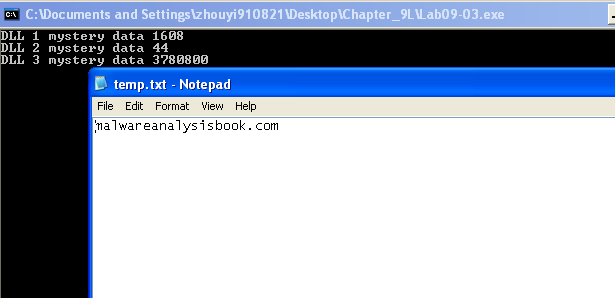 C:\Documents and Settings\zhouyi910821\Desktop\Chapter_9L\Lab09-03.exe
DLL 1 mystery data 1608
DLL 2 mystery data 44
DLL 3 mystery data 3780800
temp.txt - Notepad
File Edit Format View Help
malwareanalysisbook.com